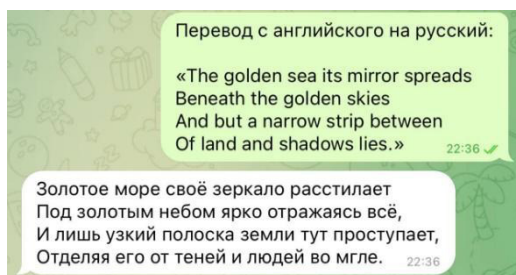 Перевод с английского на русский:
«The golden sea its mirror spreads
Beneath the golden skies
And but a narrow strip between
Of land and shadows lies.»
22:36
Золотое море своё зеркало расстилает
Под золотым небом ярко отражаясь всё,
И лишь узкий полоска земли тут проступает,
Отделяя его от теней и людей во мгле.
22:36